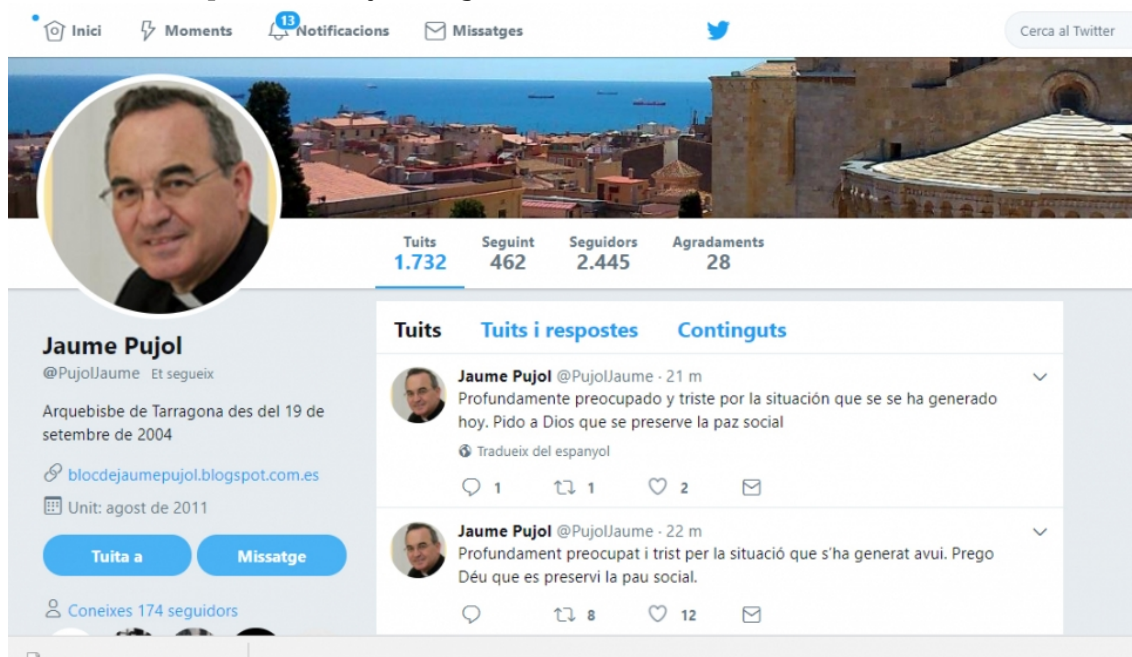 Inici
Moments
13
Notificacions
Missatges
Cerca al Twitter
Tuits
1.732
Seguint
462
Seguidors
2.445
Agradaments
28
Jaume Pujol
@PujolJaume Et segueix
Arquebisbe de Tarragona des del 19 de
setembre de 2004
blocdejaumepujol.blogspot.com.es
Unit: agost de 2011
Tuita a
Missatge
Coneixes 174 seguidors
Tuits
Tuits i respostes
Continguts
Jaume Pujol @PujolJaume · 21 m
Profundamente preocupado y triste por la situación que se se ha generado
hoy. Pido a Dios que se preserve la paz social
Tradueix del espanyol
1
1
2
Jaume Pujol @PujolJaume · 22 m
Profundament preocupat i trist per la situació que s'ha generat avui. Prego
Déu que es preservi la pau social.
8
12